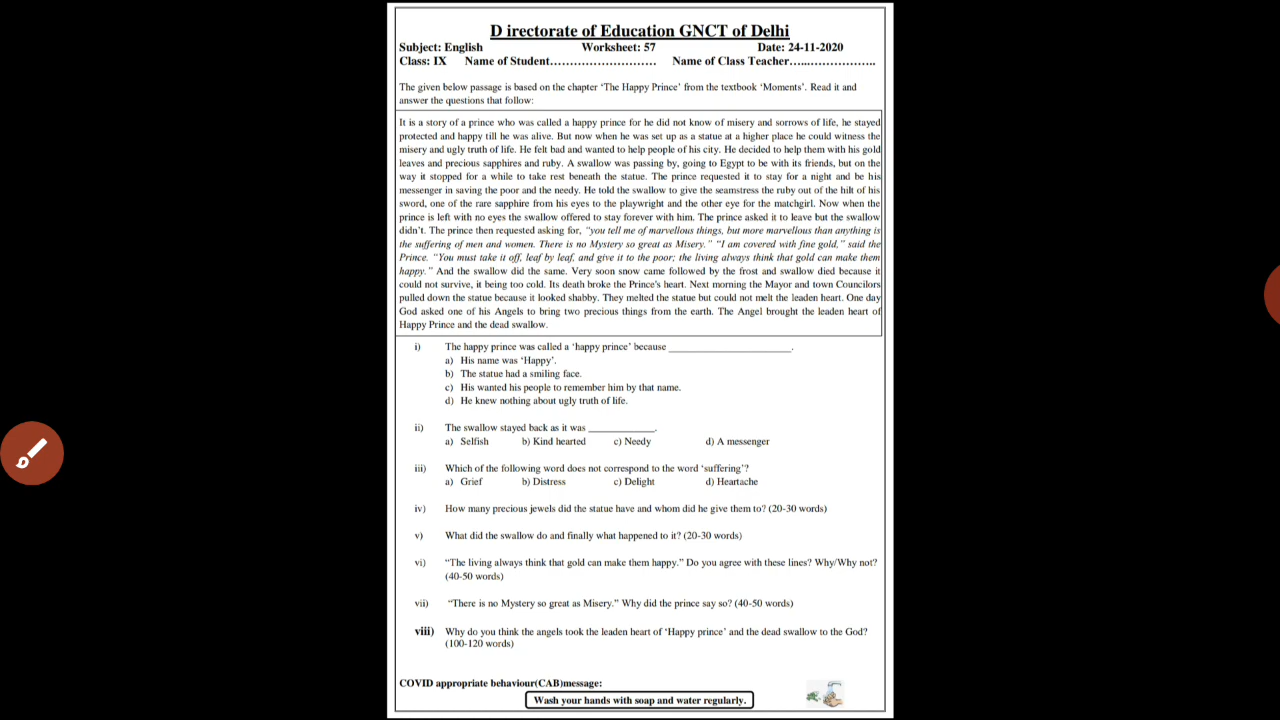 D irectorate of Education GNCT of Delhi
Subject: English Worksheet: 57 Date: 24-11-2020
Class: IX Name of Student……………………… Name of Class Teacher…...……………..
The given below passage is based on the chapter ‘The Happy Prince’ from the textbook ‘Moments’. Read it and
answer the questions that follow:
It is a story of a prince who was called a happy prince for he did not know of misery and sorrows of life, he stayed
protected and happy till he was alive. But now when he was set up as a statue at a higher place he could witness the
misery and ugly truth of life. He felt bad and wanted to help people of his city. He decided to help them with his gold
leaves and precious sapphires and ruby. A swallow was passing by, going to Egypt to be with its friends, but on the
way it stopped for a while to take rest beneath the statue. The prince requested it to stay for a night and be his
messenger in saving the poor and the needy. He told the swallow to give the seamstress the ruby out of the hilt of his
sword, one of the rare sapphire from his eyes to the playwright and the other eye for the matchgirl. Now when the
prince is left with no eyes the swallow offered to stay forever with him. The prince asked it to leave but the swallow
didn’t. The prince then requested asking for, “you tell me of marvellous things, but more marvellous than anything is
the suffering of men and women. There is no Mystery so great as Misery.” “I am covered with fine gold,” said the
Prince. “You must take it off, leaf by leaf, and give it to the poor; the living always think that gold can make them
happy.” And the swallow did the same. Very soon snow came followed by the frost and swallow died because it
could not survive, it being too cold. Its death broke the Prince's heart. Next morning the Mayor and town Councilors
pulled down the statue because it looked shabby. They melted the statue but could not melt the leaden heart. One day
God asked one of his Angels to bring two precious things from the earth. The Angel brought the leaden heart of
Happy Prince and the dead swallow.
i) The happy prince was called a ‘happy prince’ because ________________________.
a) His name was ‘Happy’.
b) The statue had a smiling face.
c) His wanted his people to remember him by that name.
d) He knew nothing about ugly truth of life.
ii) The swallow stayed back as it was _____________.
a) Selfish b) Kind hearted c) Needy d) A messenger
iii) Which of the following word does not correspond to the word ‘suffering’?
a) Grief b) Distress c) Delight d) Heartache
iv) How many precious jewels did the statue have and whom did he give them to? (20-30 words)
v) What did the swallow do and finally what happened to it? (20-30 words)
vi) “The living always think that gold can make them happy.” Do you agree with these lines? Why/Why not?
(40-50 words)
vii) “There is no Mystery so great as Misery.” Why did the prince say so? (40-50 words)
viii) Why do you think the angels took the leaden heart of ‘Happy prince’ and the dead swallow to the God?
(100-120 words)
COVID appropriate behaviour(CAB)message:
Wash your hands with soap and water regularly.